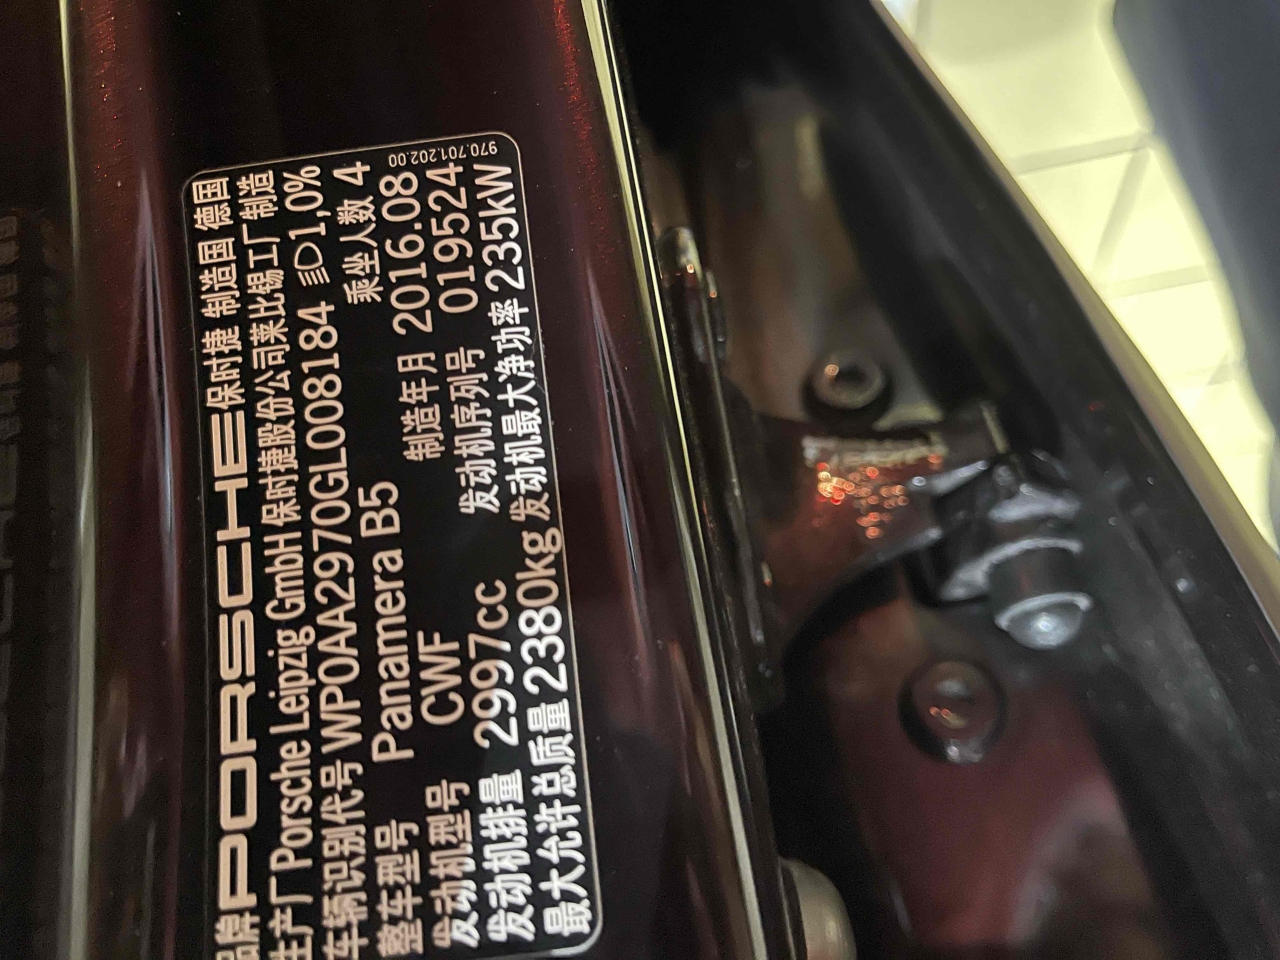 970.701.202.00
品牌 PORSCHE 保时捷 制造国 德国
生产厂 Porsche Leipzig GmbH 保时捷股份公司莱比锡工厂制造
车辆识别代号 WP0AA2970GL008184 1,0%
整车型号 Panamera B5 乘坐人数 4
发动机型号 CWF 制造年月 2016.08
发动机排量 2997cc 发动机序列号 019524
最大允许总质量 2380kg 发动机最大净功率 235kW